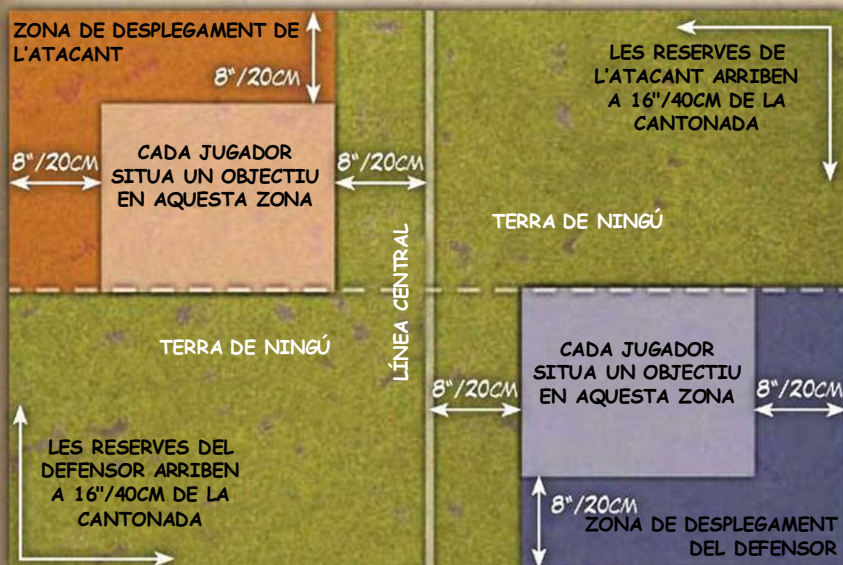 ZONA DE DESPLEGAMENT DE
L'ATACANT
8"/20CM
8"/20CM
CADA JUGADOR
SITUA UN OBJECTIU
EN AQUESTA ZONA
8"/20CM
LES RESERVES DE
L'ATACANT ARRIBEN
A 16"/40CM DE LA
CANTONADA
TERRA DE NINGÚ
LÍNEA CENTRAL
TERRA DE NINGÚ
LES RESERVES DEL
DEFENSOR ARRIBEN
A 16"/40CM DE LA
CANTONADA
8"/20CM
CADA JUGADOR
SITUA UN OBJECTIU
EN AQUESTA ZONA
8"/20CM
8"/20CM
ZONA DE DESPLEGAMENT
DEL DEFENSOR